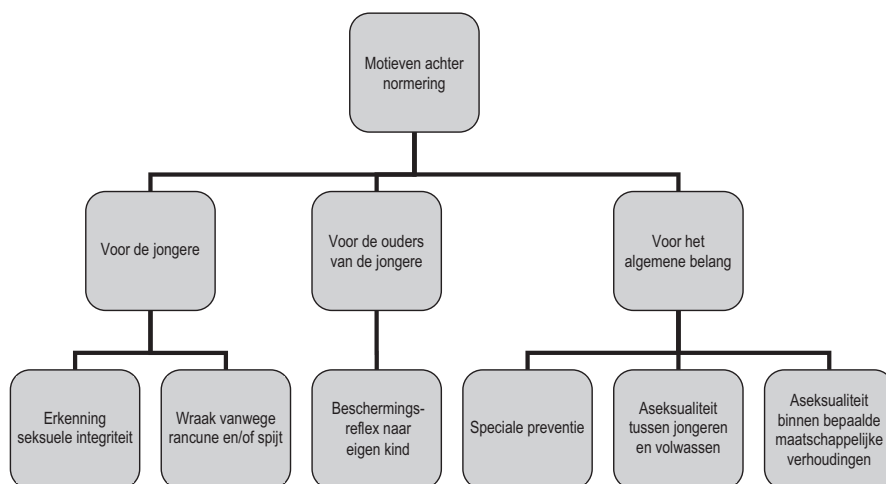 Motieven achter
normering
Voor de jongere
Voor de ouders
van de jongere
Voor het
algemene belang
Erkenning
seksuele integriteit
Wraak vanwege
rancune en/of spijt
Beschermings-
reflex naar
eigen kind
Speciale preventie
Aseksualiteit
tussen jongeren
en volwassen
Aseksualiteit
binnen bepaalde
maatschappelijke
verhoudingen